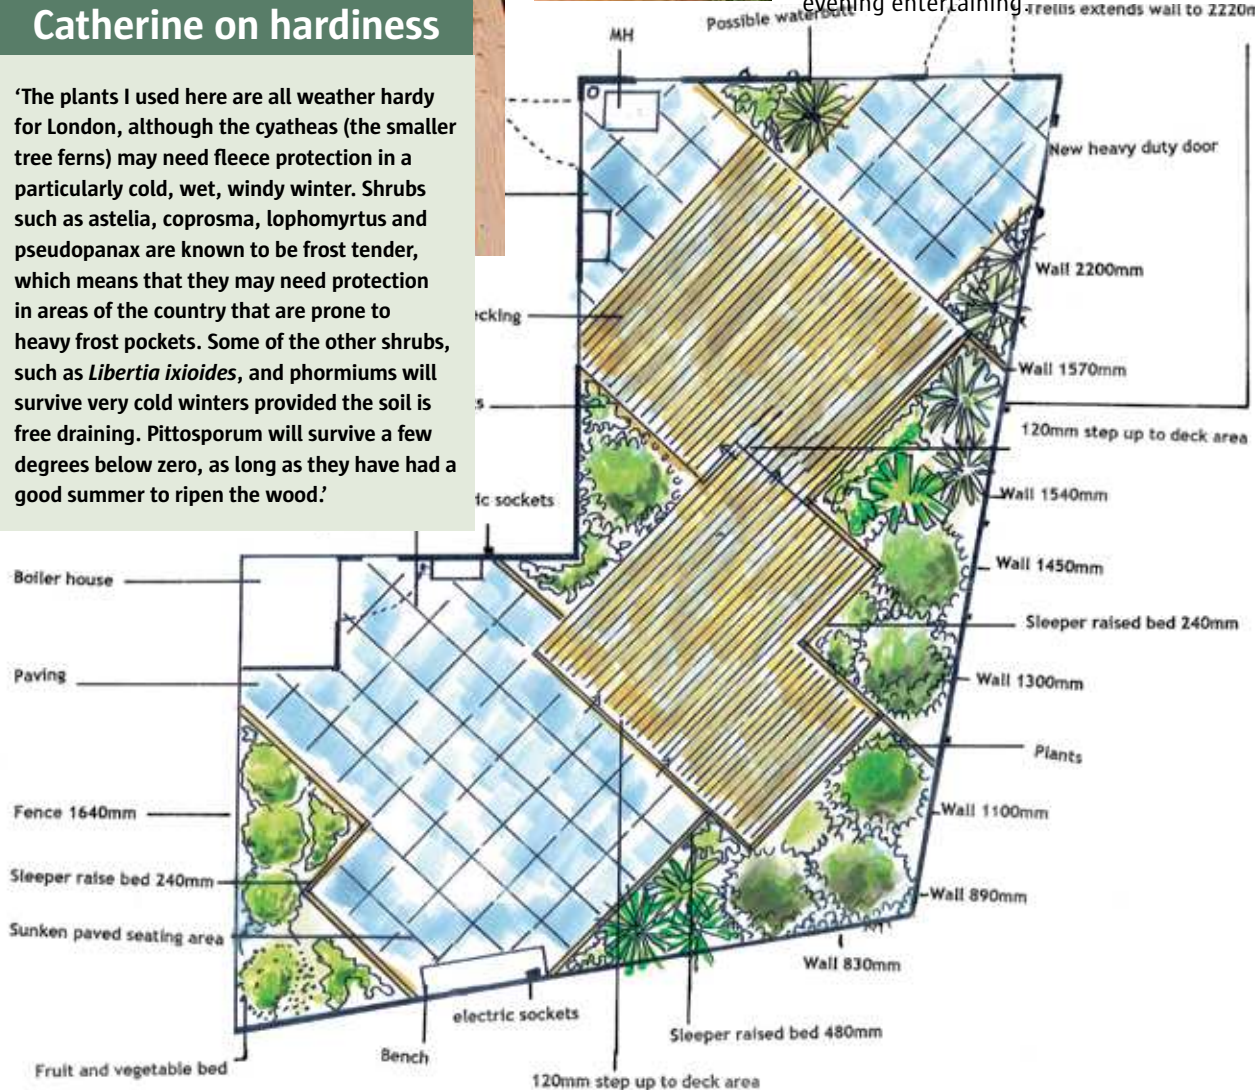 Catherine on hardiness
‘The plants I used here are all weather hardy
for London, although the cyatheas (the smaller
tree ferns) may need fleece protection in a
particularly cold, wet, windy winter. Shrubs
such as astelia, coprosma, lophomyrtus and
pseudopanax are known to be frost tender,
which means that they may need protection
in areas of the country that are prone to
heavy frost pockets. Some of the other shrubs,
such as Libertia ixioides, and phormiums will
survive very cold winters provided the soil is
free draining. Pittosporum will survive a few
degrees below zero, as long as they have had a
good summer to ripen the wood.’
evening entertaining.
MH
Possible waterbutt
Trellis extends wall to 2220m
New heavy duty door
Wall 2200mm
ecking
Wall 1570mm
s
120mm step up to deck area
Wall 1540mm
ic sockets
Wall 1450mm
Boiler house
Sleeper raised bed 240mm
Paving
Wall 1300mm
Plants
Fence 1640mm
Wall 1100mm
Sleeper raise bed 240mm
Wall 890mm
Sunken paved seating area
Wall 830mm
electric sockets
Sleeper raised bed 480mm
Bench
Fruit and vegetable bed
120mm step up to deck area